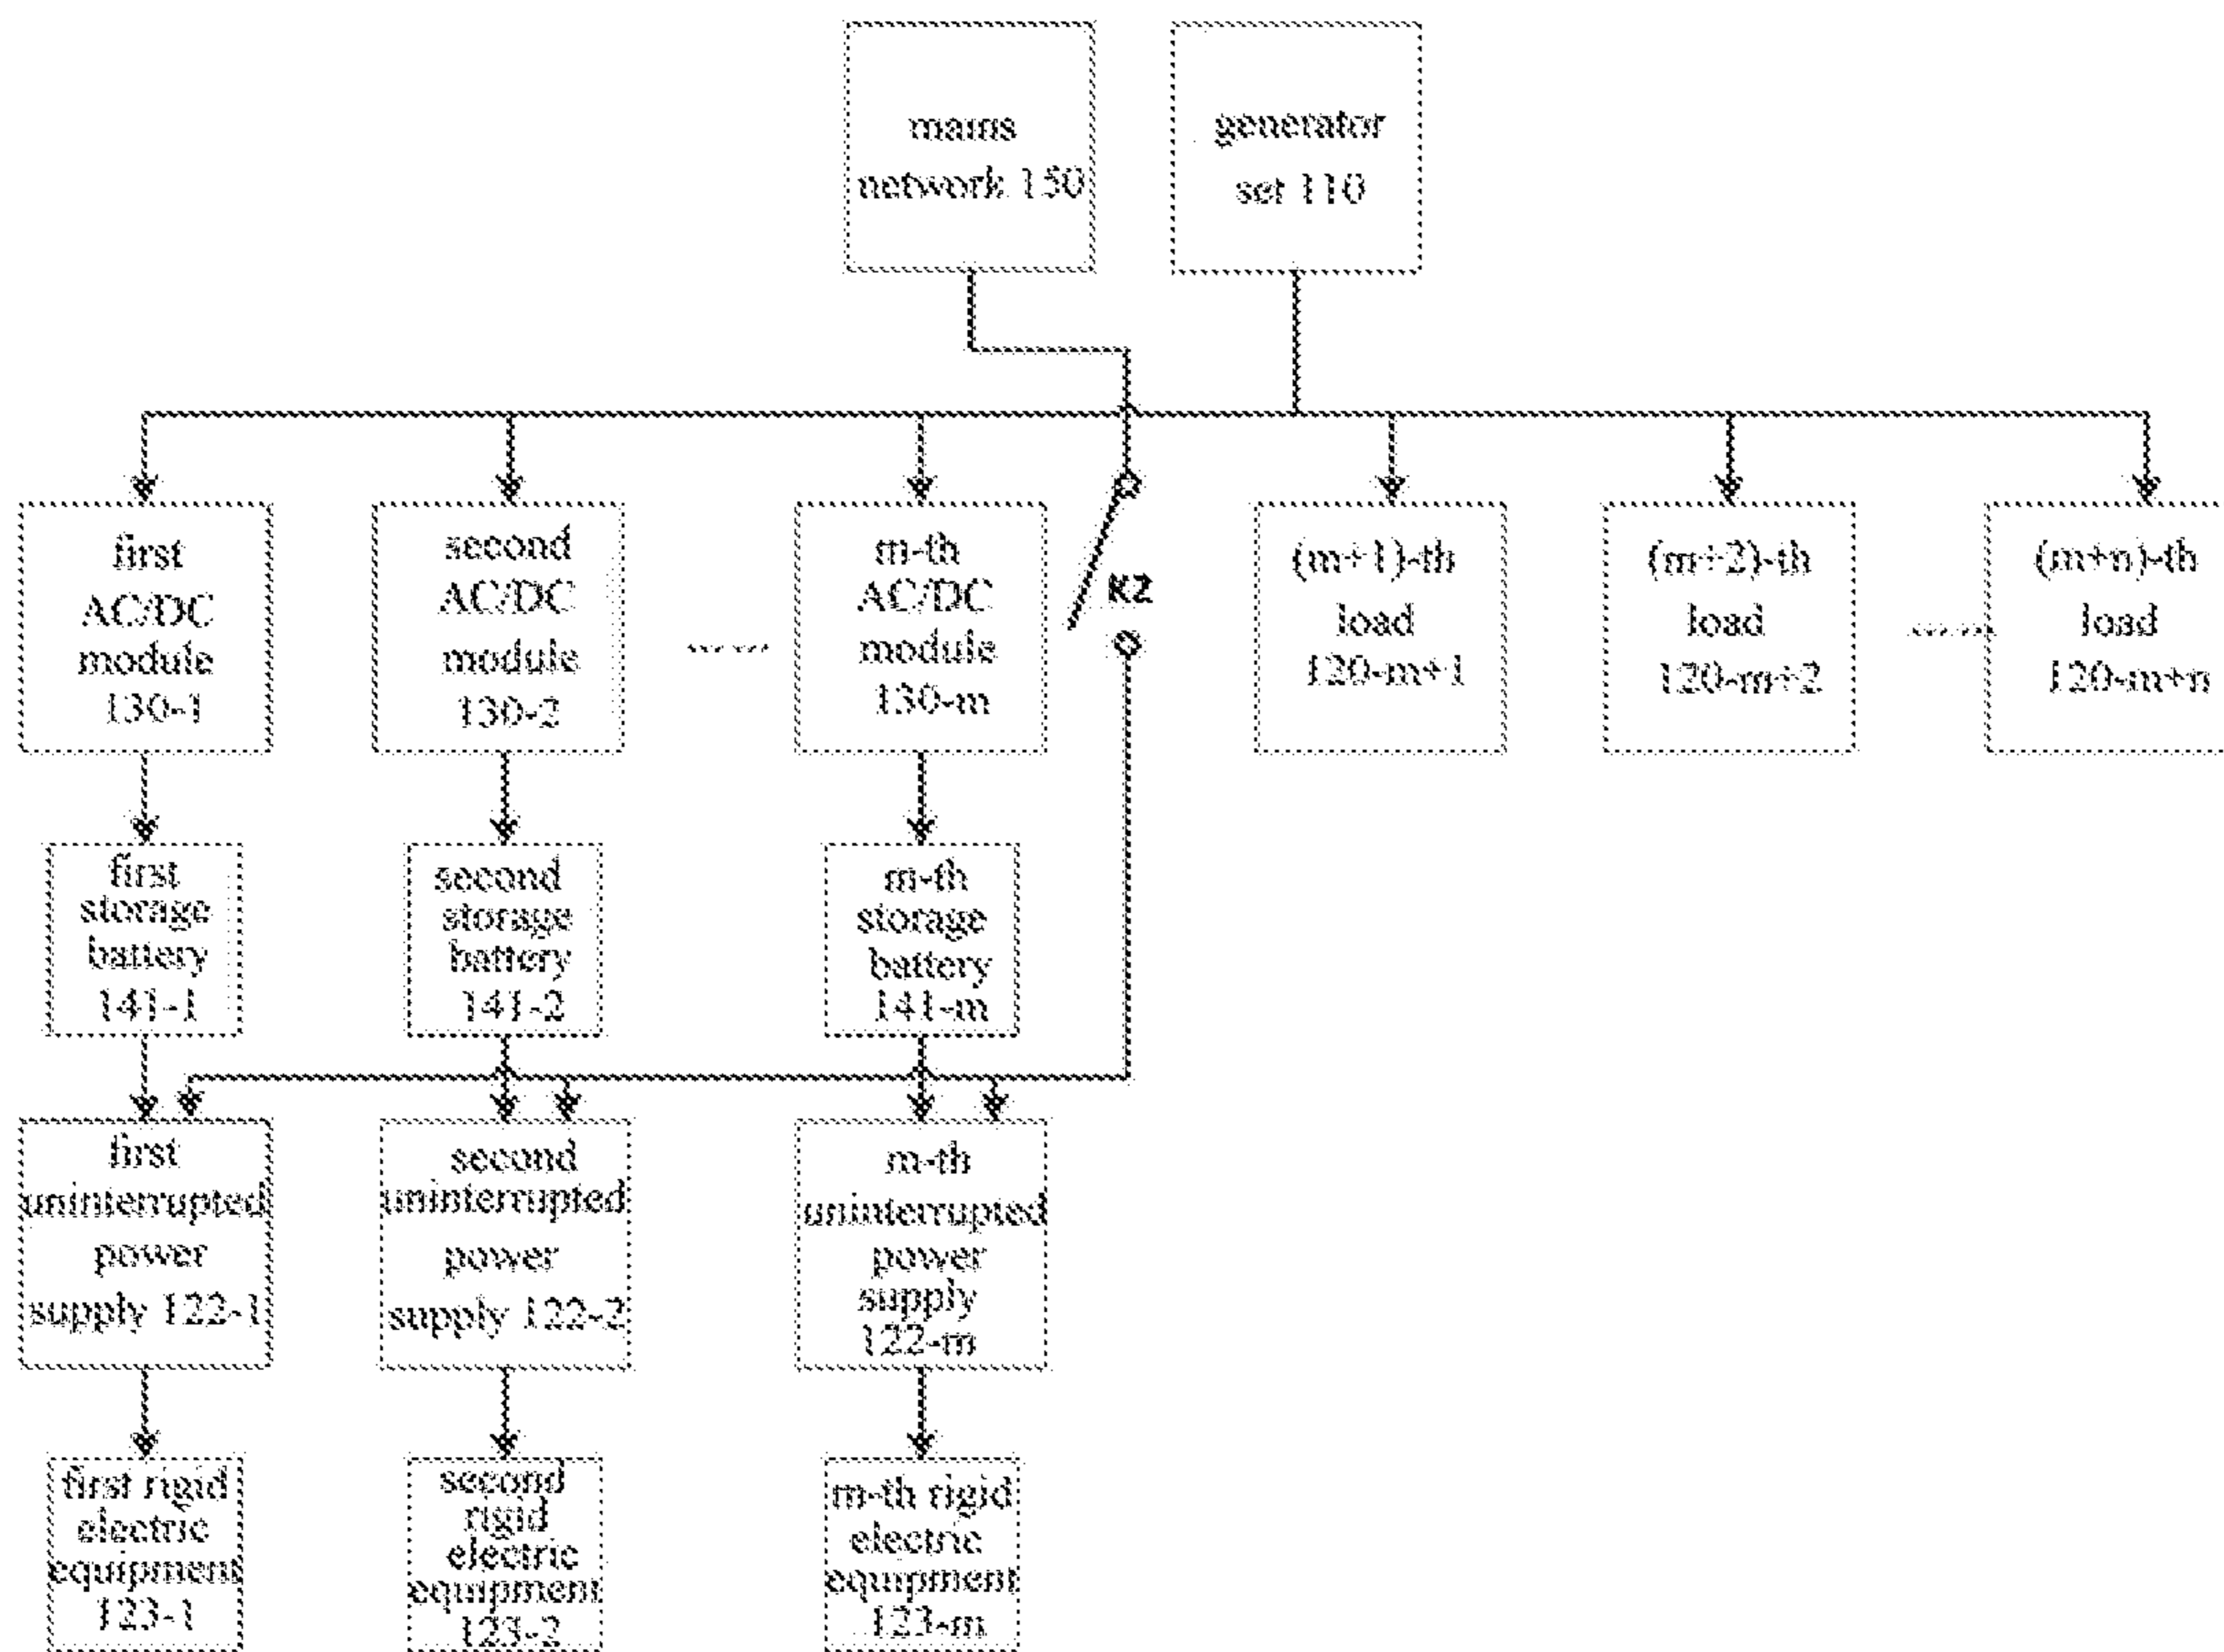 mains
network 150
generator
set 110
first
AC/DC
module
130-1
second
AC/DC
module
130-2
...... 
m-th
AC/DC
module
130-m
K2
(m+1)-th
load
120-m+1
(m+2)-th
load
120-m+2
......
(m+n)-th
load
120-m+n
first
storage
battery
141-1
second
storage
battery
141-2
m-th
storage
battery
141-m
first
uninterrupted
power
supply 122-1
second
uninterrupted
power
supply 122-2
m-th
uninterrupted
power
supply
122-m
first rigid
electric
equipment
123-1
second
rigid
electric
equipment
123-2
m-th rigid
electric
equipment
123-m